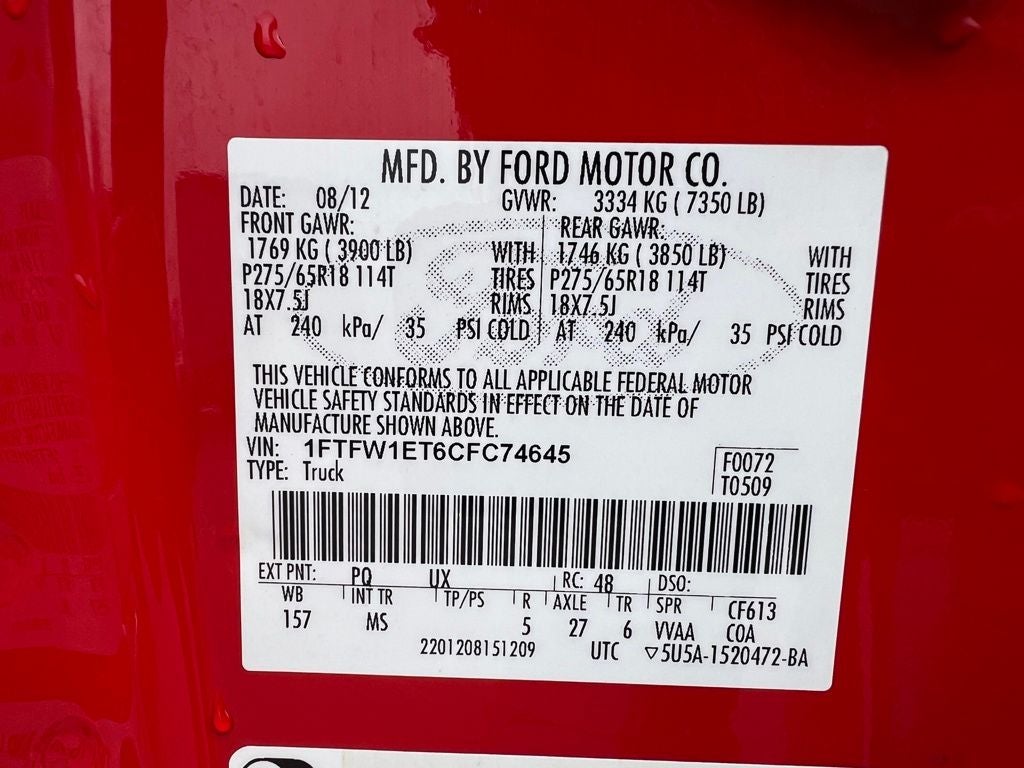 MFD. BY FORD MOTOR CO.
DATE: 08/12 GVWR: 3334 KG ( 7350 LB)
FRONT GAWR: REAR GAWR:
1769 KG ( 3900 LB) WITH 1746 KG ( 3850 LB) WITH
P275/65R18 114T TIRES P275/65R18 114T TIRES
18X7.5J RIMS 18X7.5J RIMS
AT 240 kPa/ 35 PSI COLD AT 240 kPa/ 35 PSI COLD
THIS VEHICLE CONFORMS TO ALL APPLICABLE FEDERAL MOTOR
VEHICLE SAFETY STANDARDS IN EFFECT ON THE DATE OF
MANUFACTURE SHOWN ABOVE.
VIN: 1FTFW1ET6CFC74645
TYPE: Truck
F0072
T0509
EXT PNT: PQ UX RC: 48 DSO:
WB INT TR TP/PS R AXLE TR SPR CF613
157 MS 5 27 6 VVAA COA
2201208151209 UTC ▽5U5A-1520472-BA